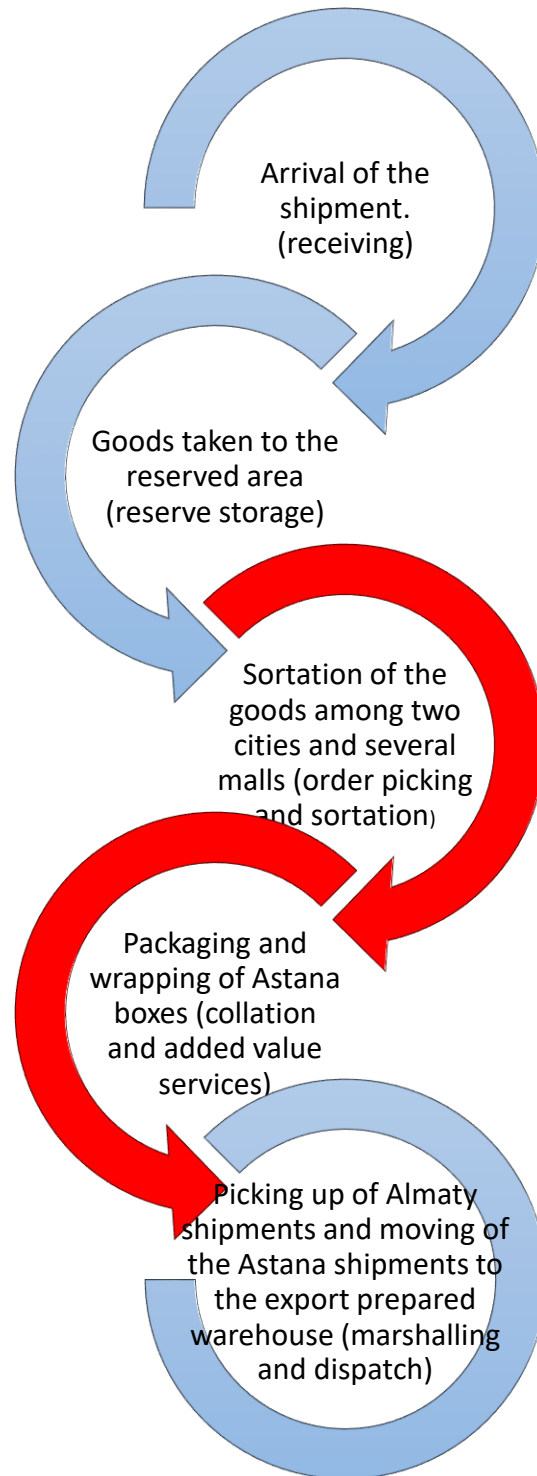 Arrival of the
shipment.
(receiving)
Goods taken to the
reserved area
(reserve storage)
Sortation of the
goods among two
cities and several
malls (order picking
and sortation)
Packaging and
wrapping of Astana
boxes (collation
and added value
services)
Picking up of Almaty
shipments and moving of
the Astana shipments to
the export prepared
warehouse (marshalling
and dispatch)